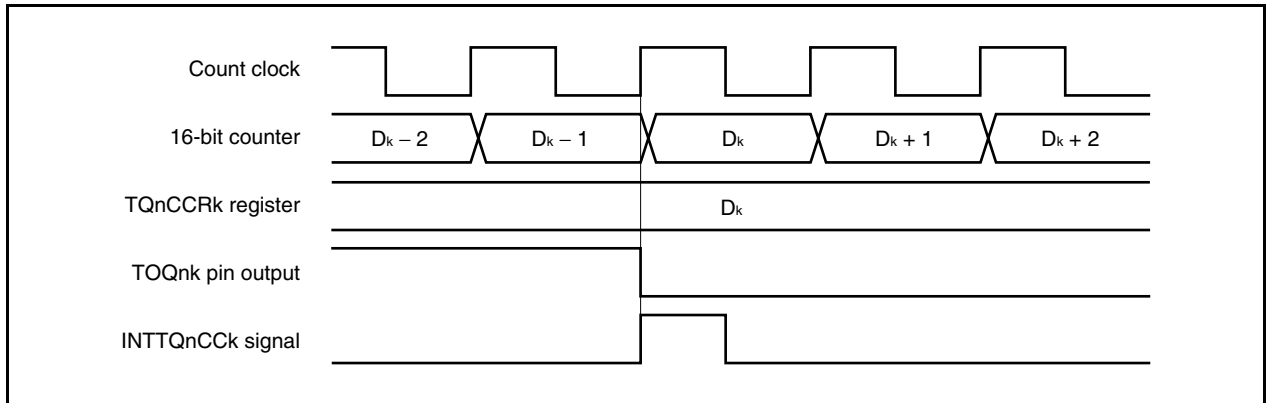 Count clock
16-bit counter
Dk − 2
Dk − 1
Dk
Dk + 1
Dk + 2
TQnCCRk register
Dk
TOQnk pin output
INTTQnCCk signal